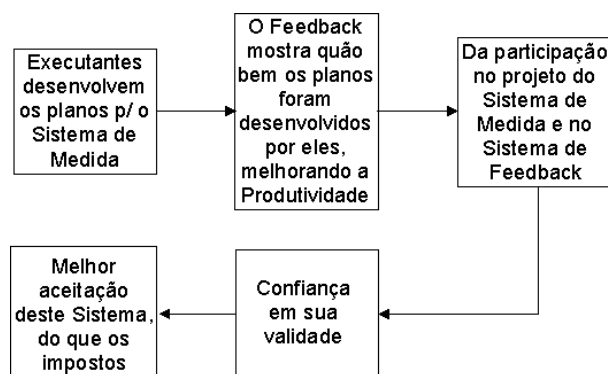 Executantes
desenvolvem
os planos p/ o
Sistema de
Medida
O Feedback
mostra quão
bem os planos
foram
desenvolvidos
por eles,
melhorando a
Produtividade
Da participação
no projeto do
Sistema de
Medida e no
Sistema de
Feedback
Melhor
aceitação
deste Sistema,
do que os
impostos
Confiança
em sua
validade